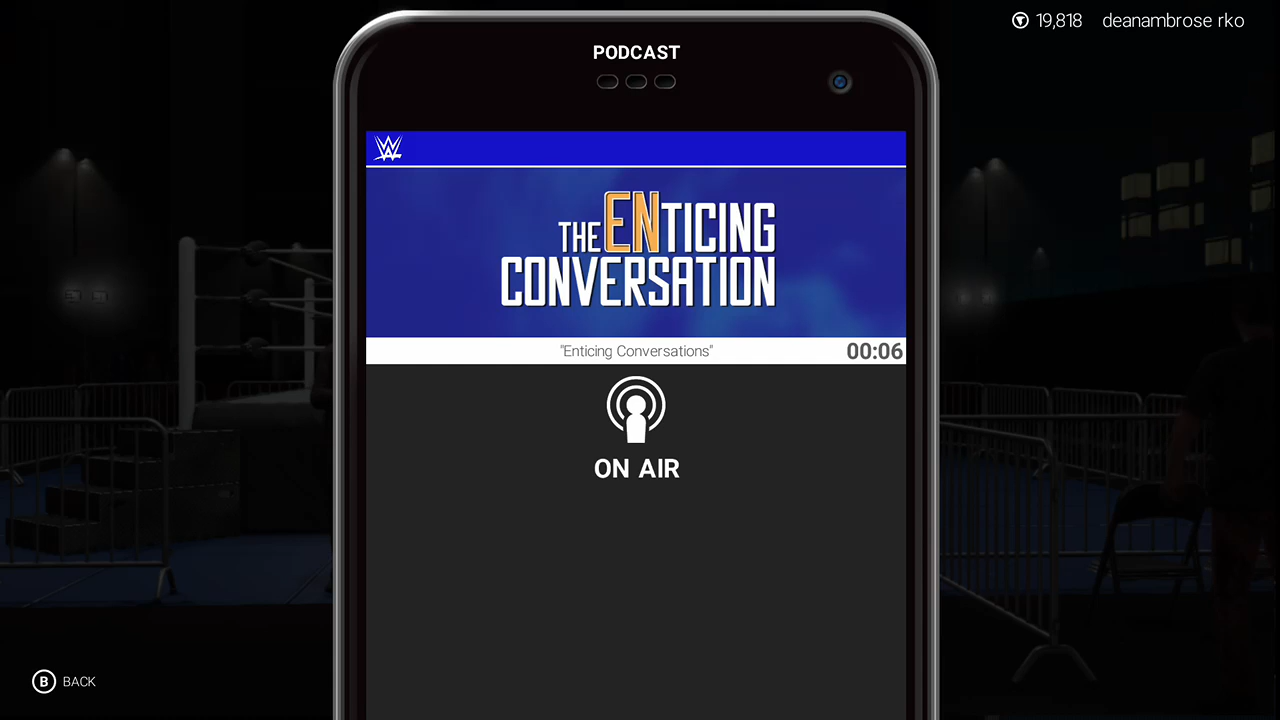 19,818 deanambrose rko
PODCAST
W
THE ENTICING
CONVERSATION
"Enticing Conversations" 00:06
ON AIR
B BACK